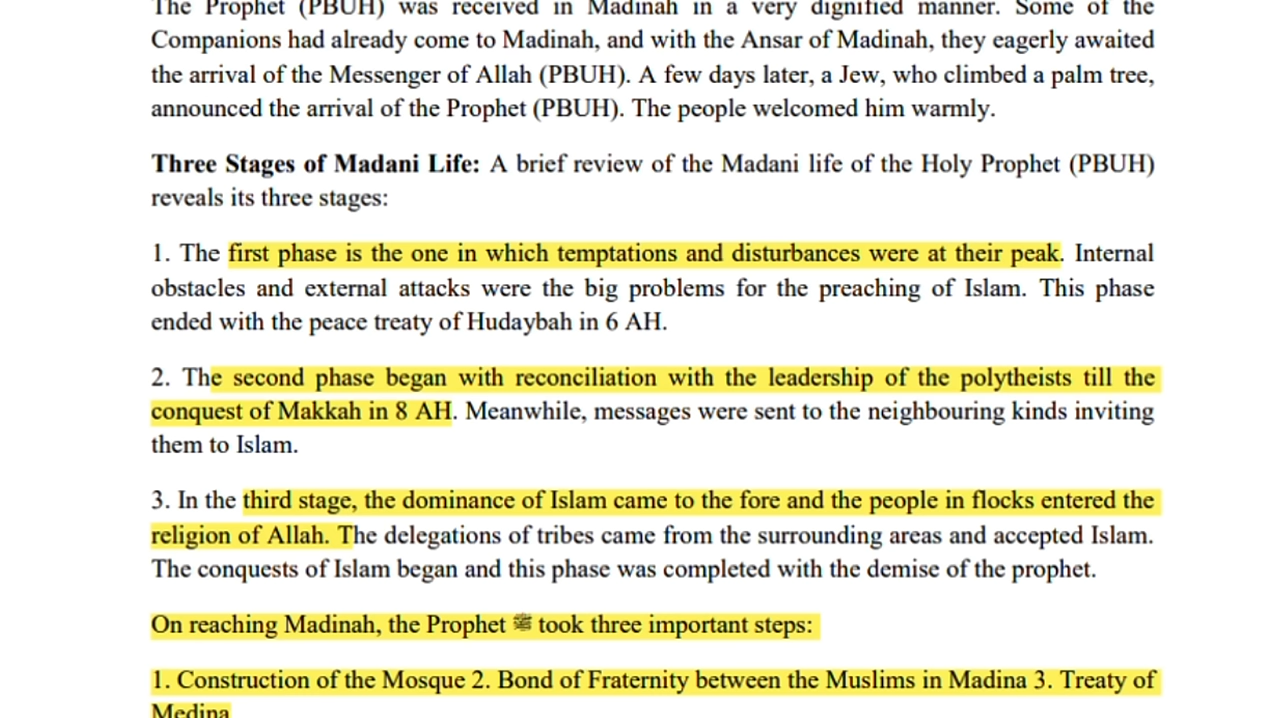 The Prophet (PBUH) was received in Madinah in a very dignified manner. Some of the
Companions had already come to Madinah, and with the Ansar of Madinah, they eagerly awaited
the arrival of the Messenger of Allah (PBUH). A few days later, a Jew, who climbed a palm tree,
announced the arrival of the Prophet (PBUH). The people welcomed him warmly.
Three Stages of Madani Life: A brief review of the Madani life of the Holy Prophet (PBUH)
reveals its three stages:
1. The first phase is the one in which temptations and disturbances were at their peak. Internal
obstacles and external attacks were the big problems for the preaching of Islam. This phase
ended with the peace treaty of Hudaybah in 6 AH.
2. The second phase began with reconciliation with the leadership of the polytheists till the
conquest of Makkah in 8 AH. Meanwhile, messages were sent to the neighbouring kinds inviting
them to Islam.
3. In the third stage, the dominance of Islam came to the fore and the people in flocks entered the
religion of Allah. The delegations of tribes came from the surrounding areas and accepted Islam.
The conquests of Islam began and this phase was completed with the demise of the prophet.
On reaching Madinah, the Prophet ﷺ took three important steps:
1. Construction of the Mosque 2. Bond of Fraternity between the Muslims in Madina 3. Treaty of
Medina